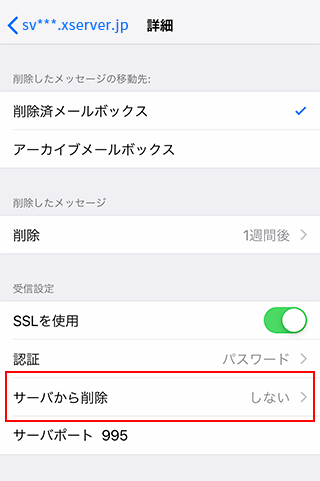 sv***.xserver.jp 詳細
削除したメッセージの移動先:
削除済メールボックス
アーカイブメールボックス
削除したメッセージ
削除 1週間後
受信設定
SSLを使用
認証 パスワード
サーバから削除 しない
サーバポート 995